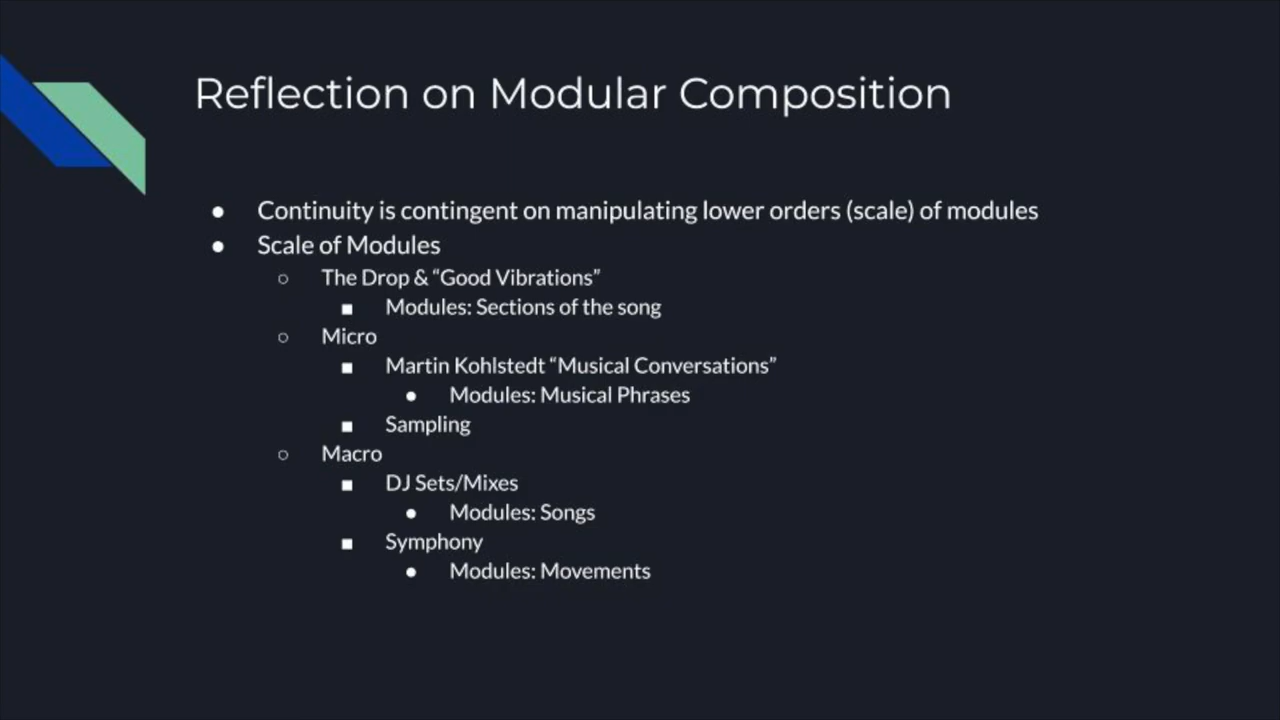 Reflection on Modular Composition
● Continuity is contingent on manipulating lower orders (scale) of modules
● Scale of Modules
○ The Drop & “Good Vibrations”
■ Modules: Sections of the song
○ Micro
■ Martin Kohlstedt “Musical Conversations”
● Modules: Musical Phrases
■ Sampling
○ Macro
■ DJ Sets/Mixes
● Modules: Songs
■ Symphony
● Modules: Movements